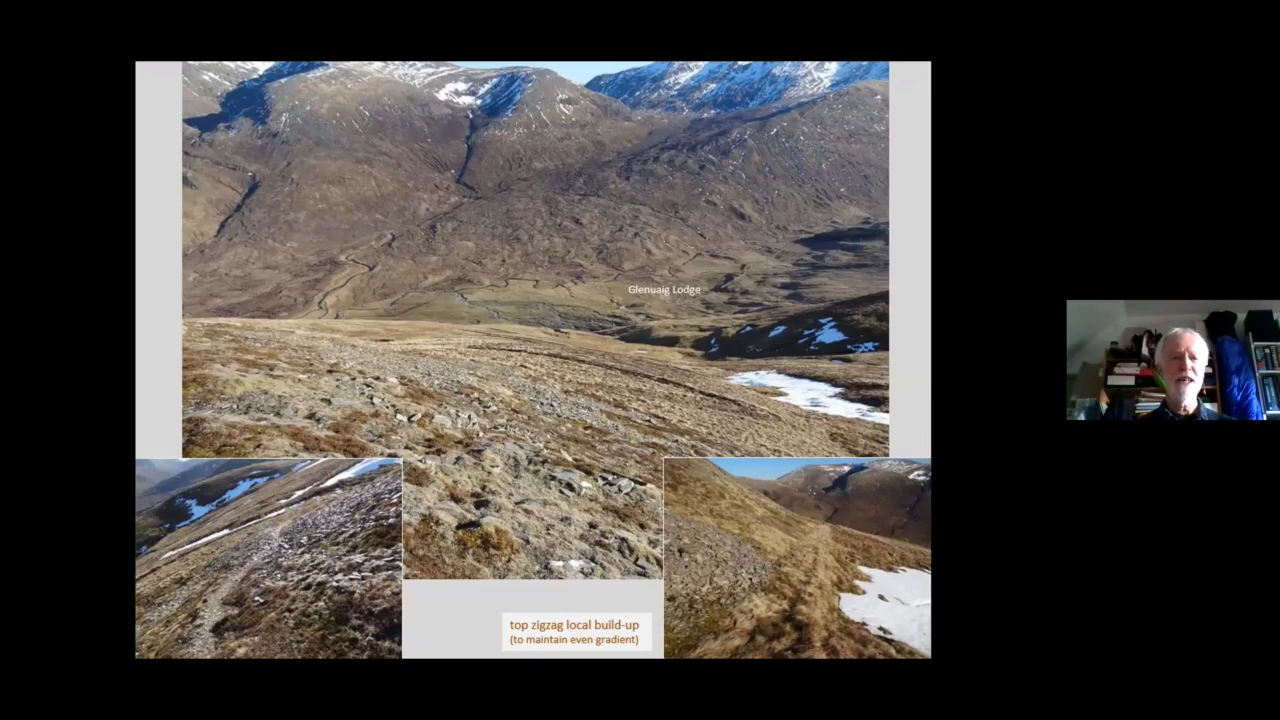 Glenuaig Lodge
top zigzag local build-up
(to maintain even gradient)